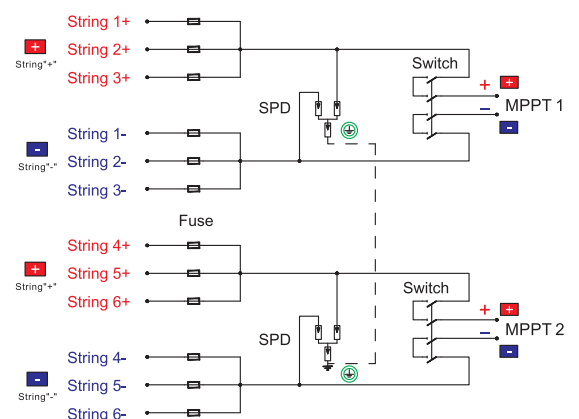 String 1+
+
String 2+
String"+"
String 3+
Switch
+ +
MPPT 1
− -
SPD
String 1-
-
String 2-
String"-"
String 3-
Fuse
String 4+
+
String 5+
String"+"
String 6+
Switch
+ +
MPPT 2
− -
SPD
String 4-
-
String 5-
String"-"
String 6-